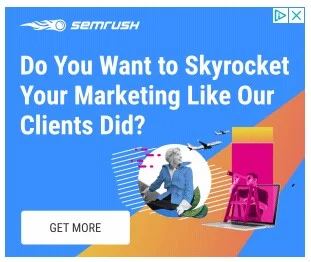 SEMRUSH
Do You Want to Skyrocket
Your Marketing Like Our
Clients Did?
GET MORE